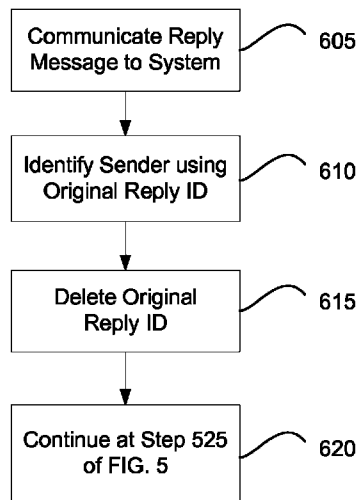 Communicate Reply
Message to System
605
Identify Sender using
Original Reply ID
610
Delete Original
Reply ID
615
Continue at Step 525
of FIG. 5
620